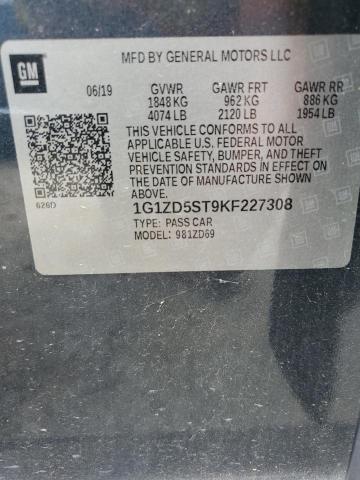 GM
MFD BY GENERAL MOTORS LLC
06/19 GVWR GAWR FRT GAWR RR
1848 KG 962 KG 886 KG
4074 LB 2120 LB 1954 LB
THIS VEHICLE CONFORMS TO ALL
APPLICABLE U.S. FEDERAL MOTOR
VEHICLE SAFETY, BUMPER, AND THEFT
PREVENTION STANDARDS IN EFFECT ON
THE DATE OF MANUFACTURE SHOWN
ABOVE.
626D 1G1ZD5ST9KF227308
TYPE: PASS CAR
MODEL: 981ZD69